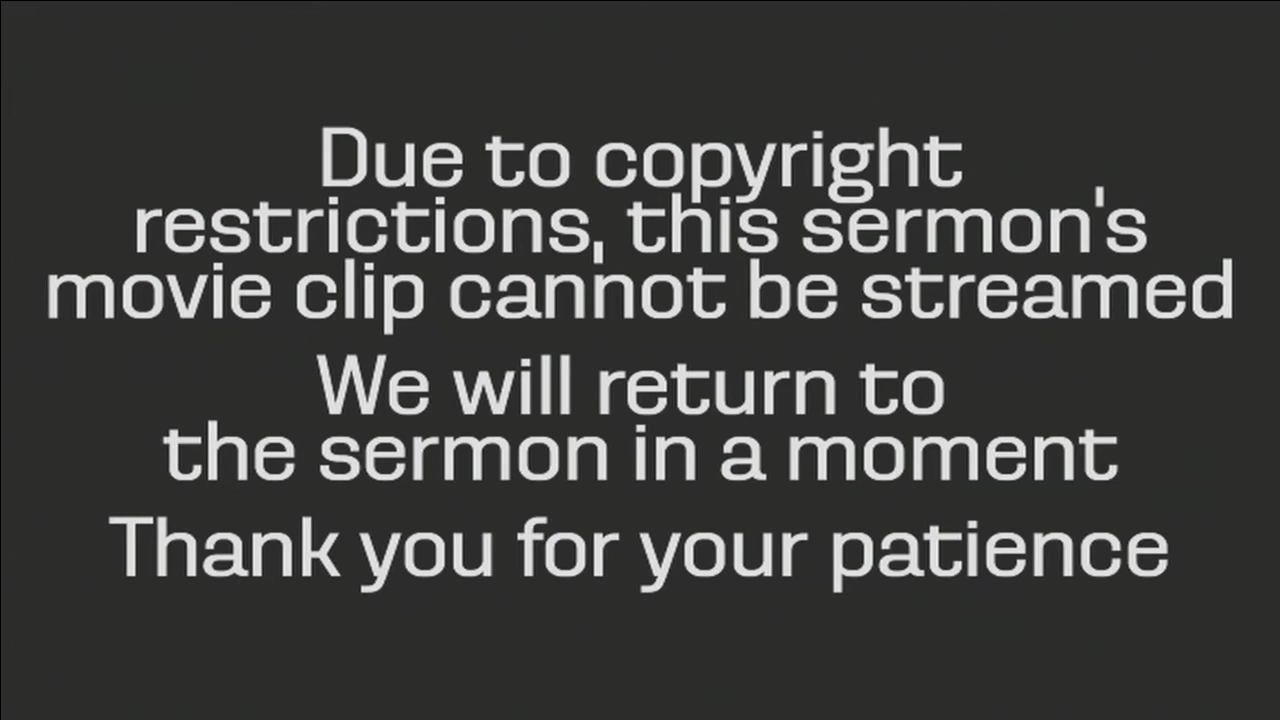 Due to copyright
restrictions, this sermon's
movie clip cannot be streamed
We will return to
the sermon in a moment
Thank you for your patience